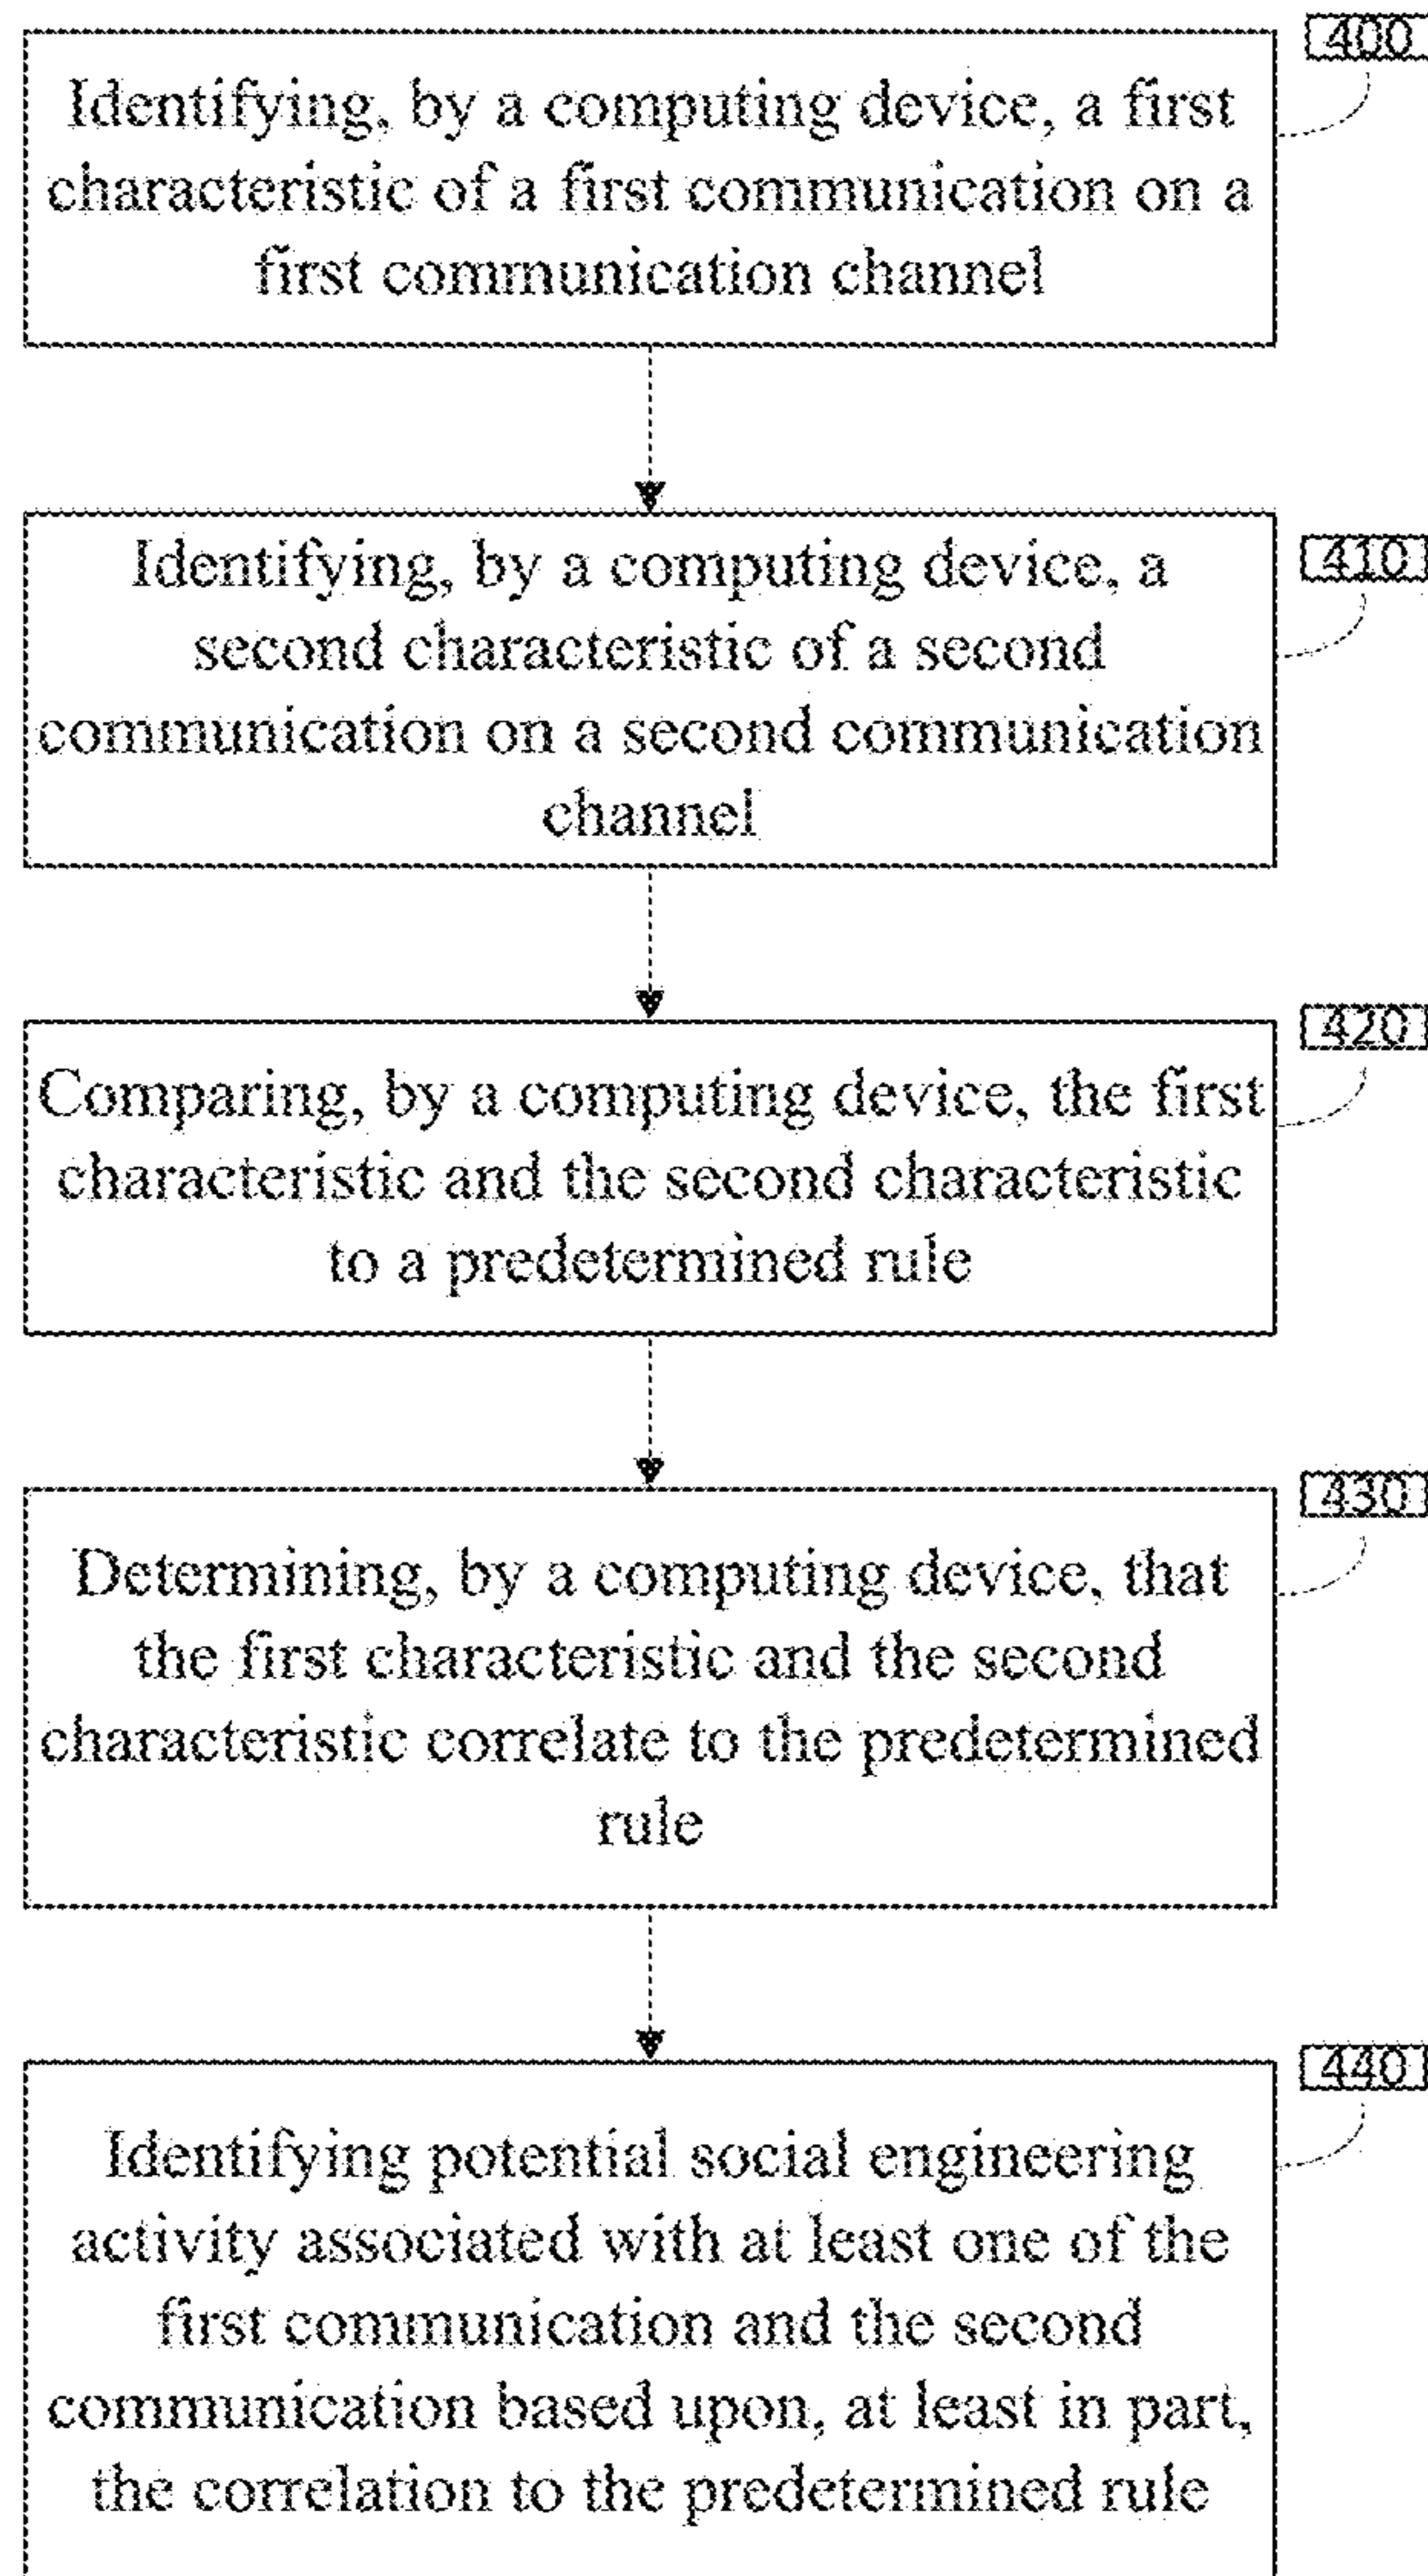 400
Identifying, by a computing device, a first
characteristic of a first communication on a
first communication channel
410
Identifying, by a computing device, a
second characteristic of a second
communication on a second communication
channel
420
Comparing, by a computing device, the first
characteristic and the second characteristic
to a predetermined rule
430
Determining, by a computing device, that
the first characteristic and the second
characteristic correlate to the predetermined
rule
440
Identifying potential social engineering
activity associated with at least one of the
first communication and the second
communication based upon, at least in part,
the correlation to the predetermined rule